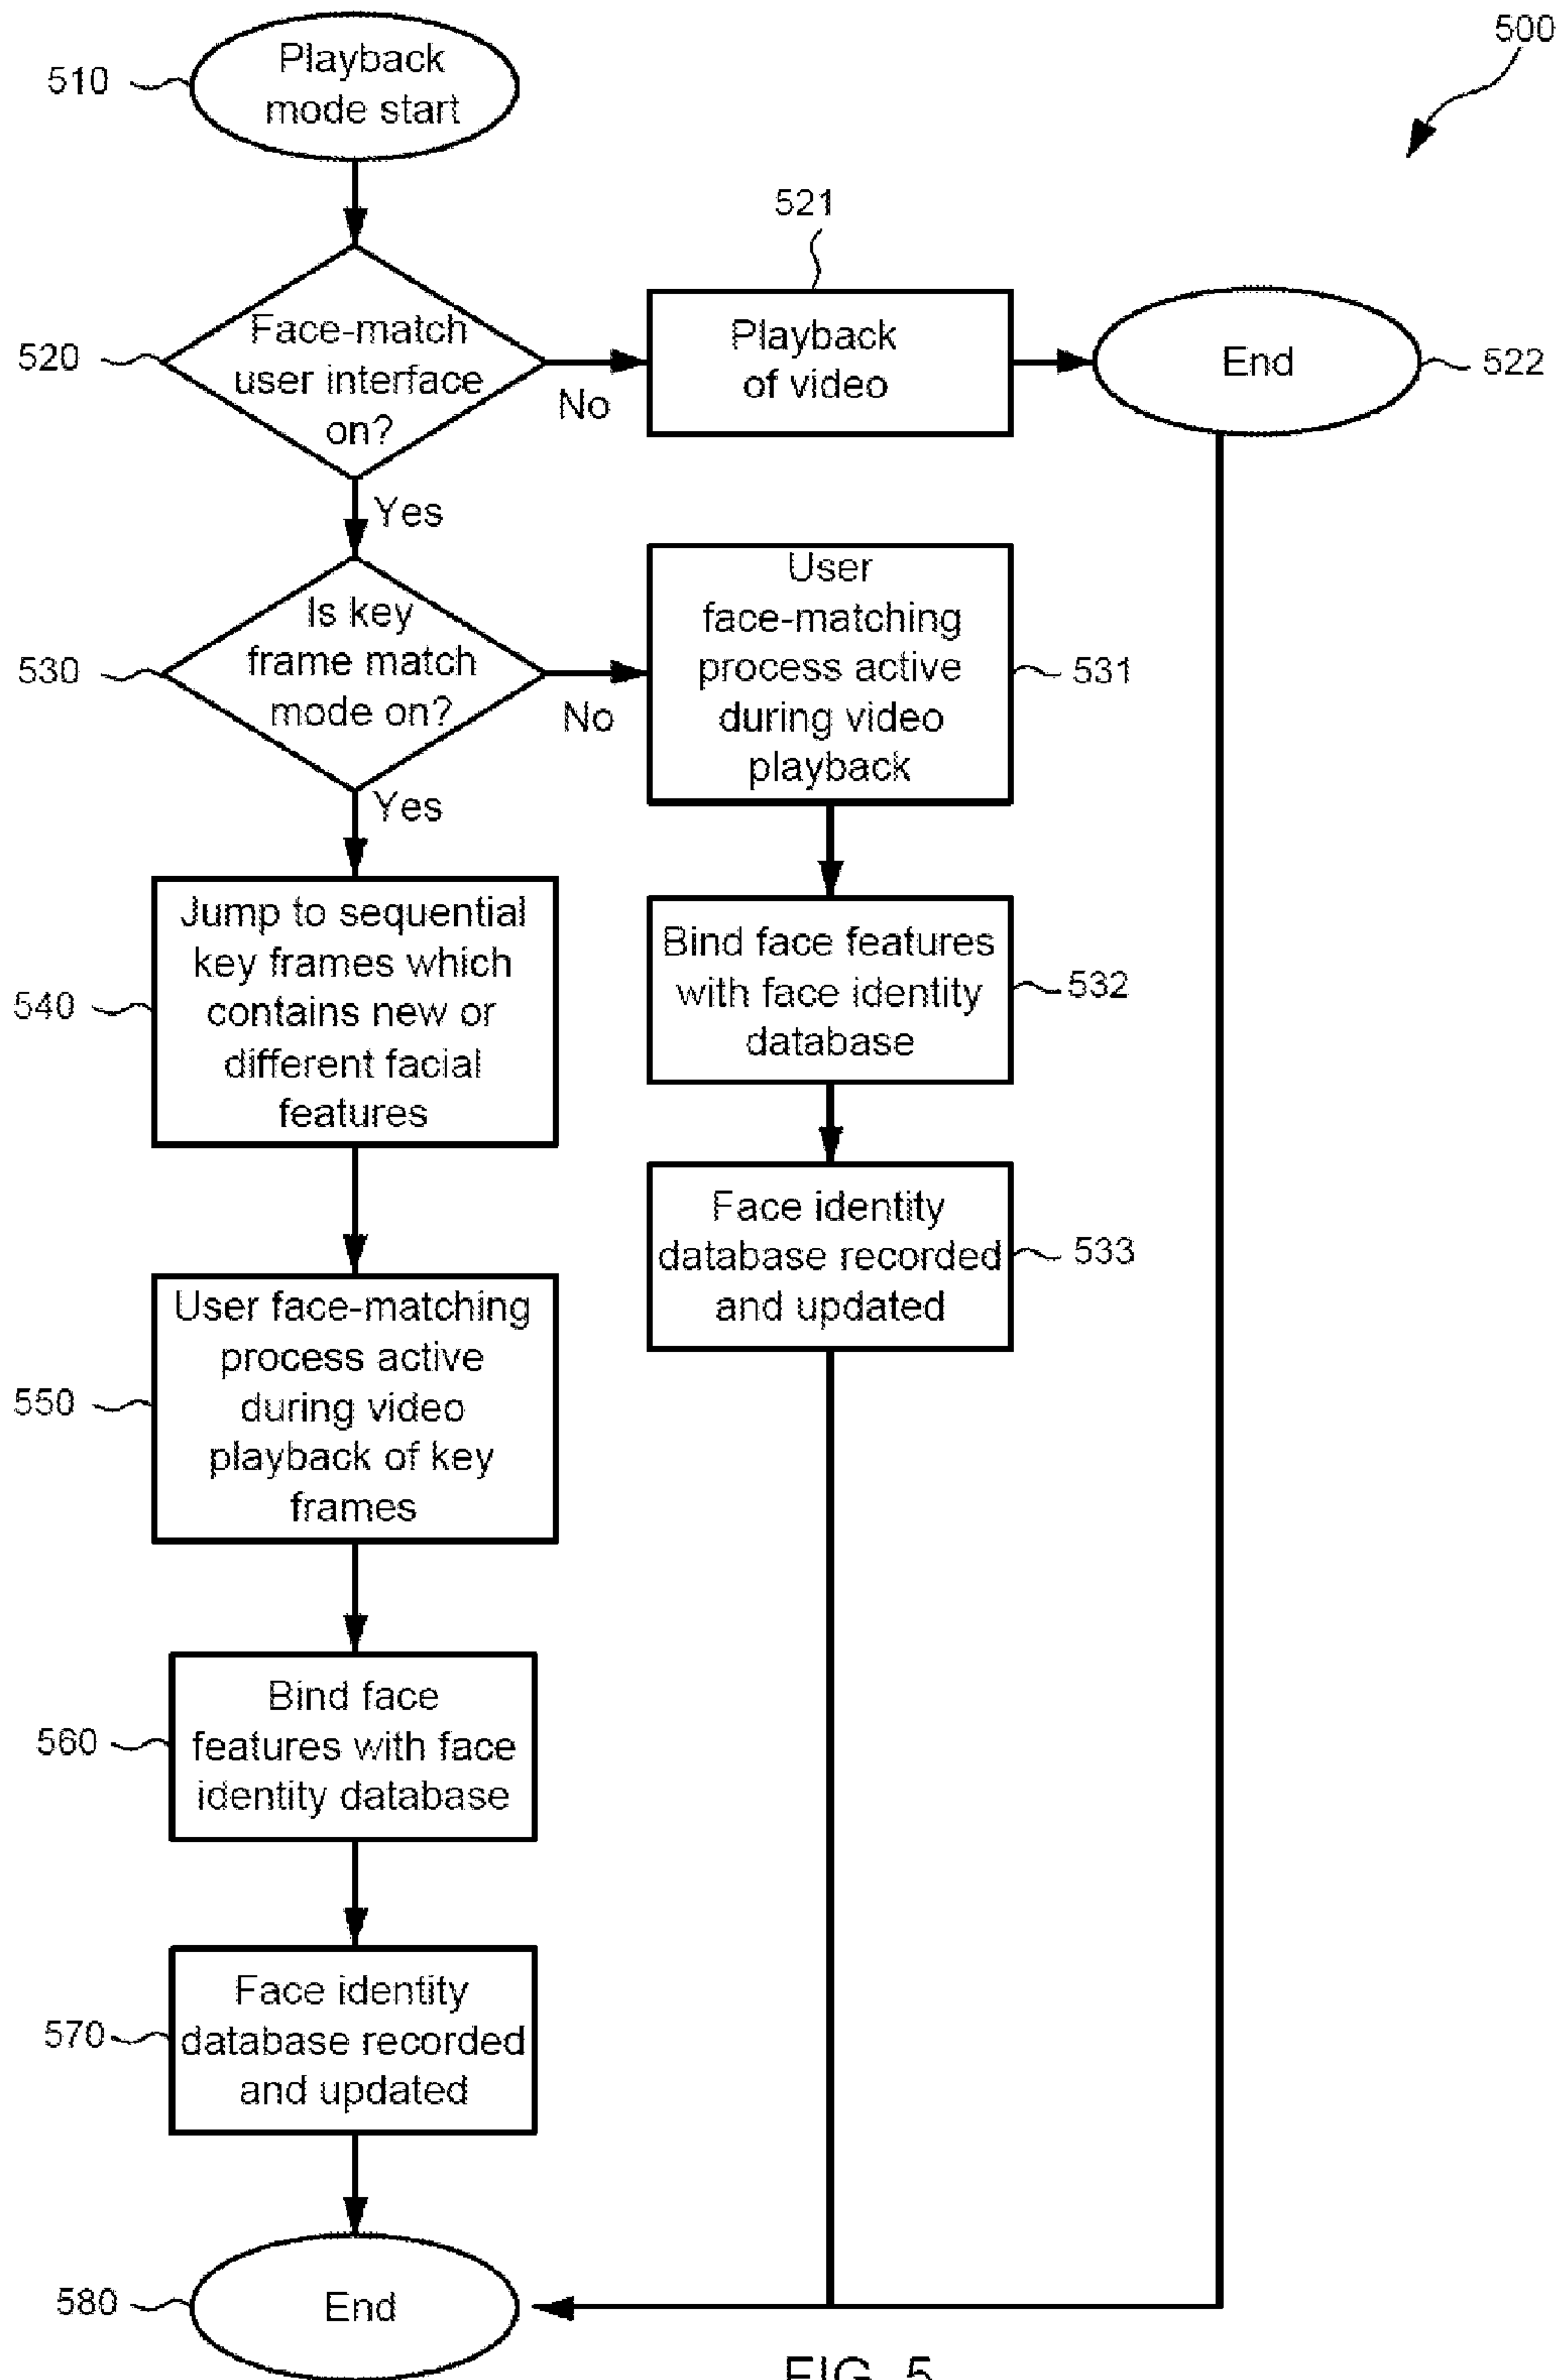 500
510
Playback
mode start
520
Face-match
user interface
on?
No
521
Playback
of video
End
522
Yes
530
Is key
frame match
mode on?
No
User
face-matching
process active
during video
playback
531
Yes
540
Jump to sequential
key frames which
contains new or
different facial
features
Bind face features
with face identity
database
532
Face identity
database recorded
and updated
533
550
User face-matching
process active
during video
playback of key
frames
560
Bind face
features with face
identity database
570
Face identity
database recorded
and updated
580
End
FIG. 5